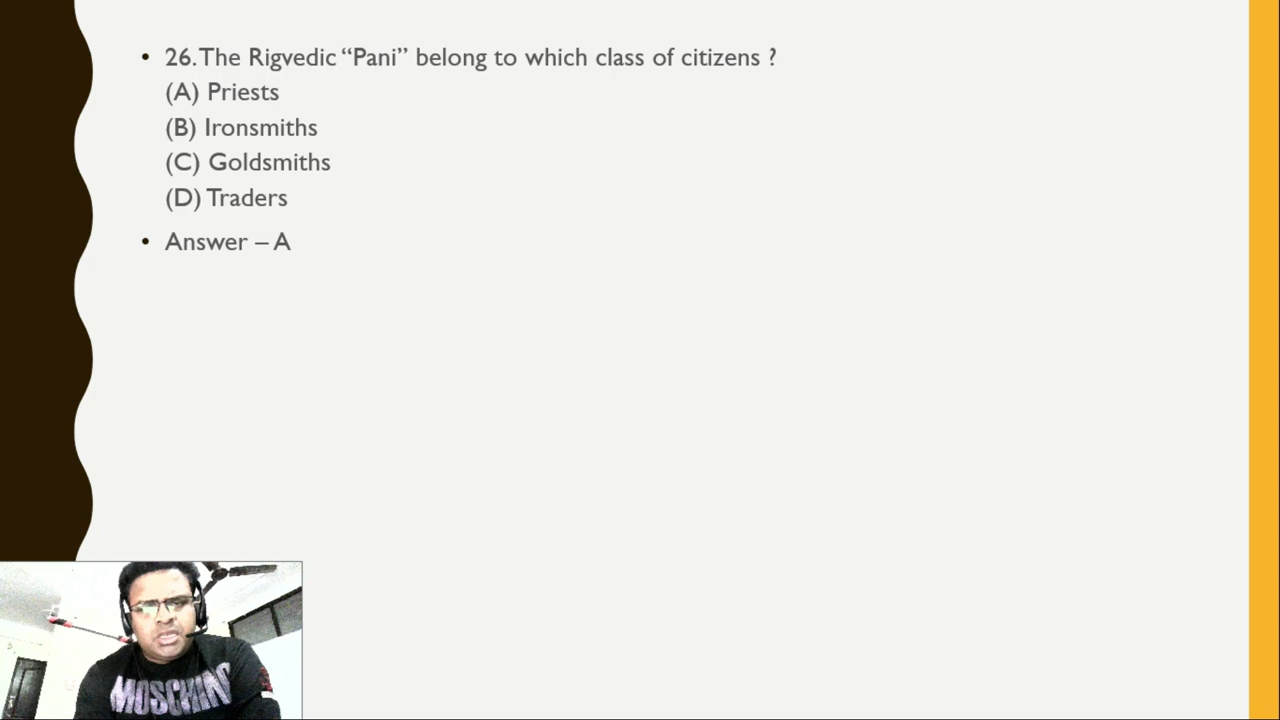 • 26. The Rigvedic “Pani” belong to which class of citizens ?
(A) Priests
(B) Ironsmiths
(C) Goldsmiths
(D) Traders
• Answer – A
MOSCHINO